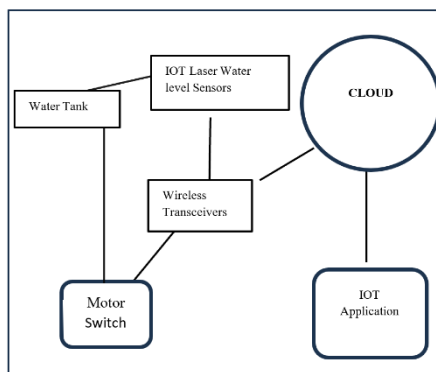 IOT Laser Water
level Sensors
CLOUD
Water Tank
Wireless
Transceivers
Motor
Switch
IOT
Application